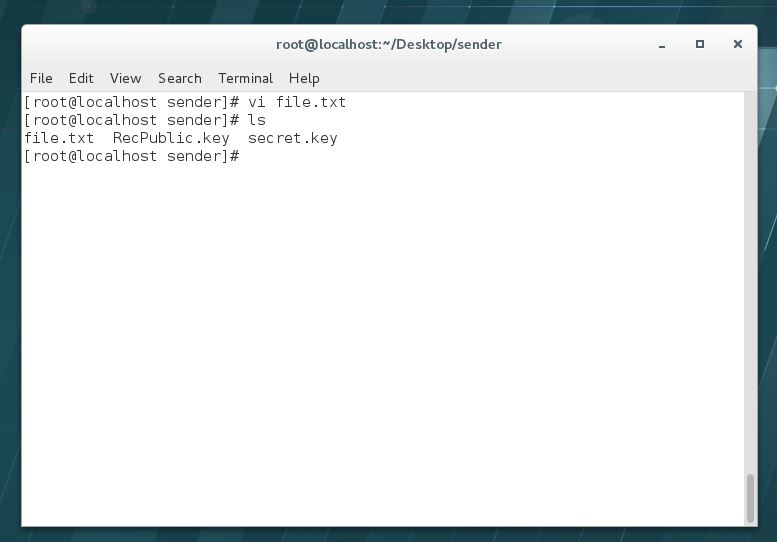 root@localhost:~/Desktop/sender
File Edit View Search Terminal Help
[root@localhost sender]# vi file.txt
[root@localhost sender]# ls
file.txt  RecPublic.key  secret.key
[root@localhost sender]#